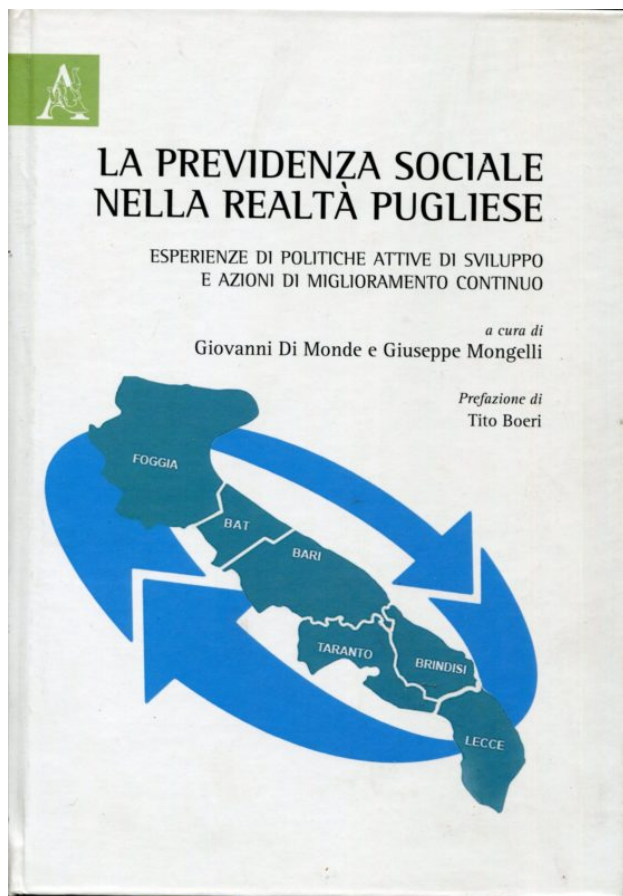 LA PREVIDENZA SOCIALE
NELLA REALTÀ PUGLIESE
ESPERIENZE DI POLITICHE ATTIVE DI SVILUPPO
E AZIONI DI MIGLIORAMENTO CONTINUO
a cura di
Giovanni Di Monde e Giuseppe Mongelli
Prefazione di
Tito Boeri
FOGGIA
BAT
BARI
TARANTO
BRINDISI
LECCE